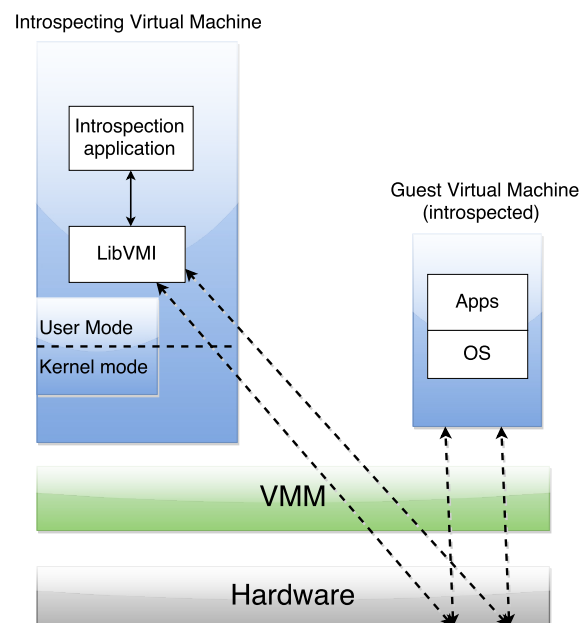 Introspecting Virtual Machine
Introspection
application
LibVMI
User Mode
Kernel mode
Guest Virtual Machine
(introspected)
Apps
OS
VMM
Hardware